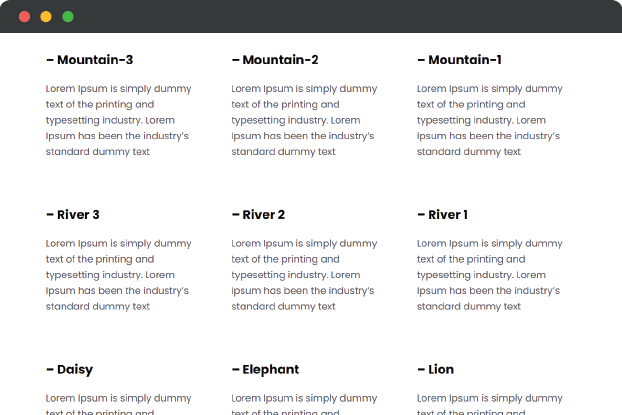 – Mountain-3
Lorem Ipsum is simply dummy
text of the printing and
typesetting industry. Lorem
Ipsum has been the industry's
standard dummy text
– Mountain-2
Lorem Ipsum is simply dummy
text of the printing and
typesetting industry. Lorem
Ipsum has been the industry's
standard dummy text
– Mountain-1
Lorem Ipsum is simply dummy
text of the printing and
typesetting industry. Lorem
Ipsum has been the industry's
standard dummy text
– River 3
Lorem Ipsum is simply dummy
text of the printing and
typesetting industry. Lorem
Ipsum has been the industry's
standard dummy text
– River 2
Lorem Ipsum is simply dummy
text of the printing and
typesetting industry. Lorem
Ipsum has been the industry's
standard dummy text
– River 1
Lorem Ipsum is simply dummy
text of the printing and
typesetting industry. Lorem
Ipsum has been the industry's
standard dummy text
– Daisy
Lorem Ipsum is simply dummy
text of the printing and
– Elephant
Lorem Ipsum is simply dummy
text of the printing and
– Lion
Lorem Ipsum is simply dummy
text of the printing and